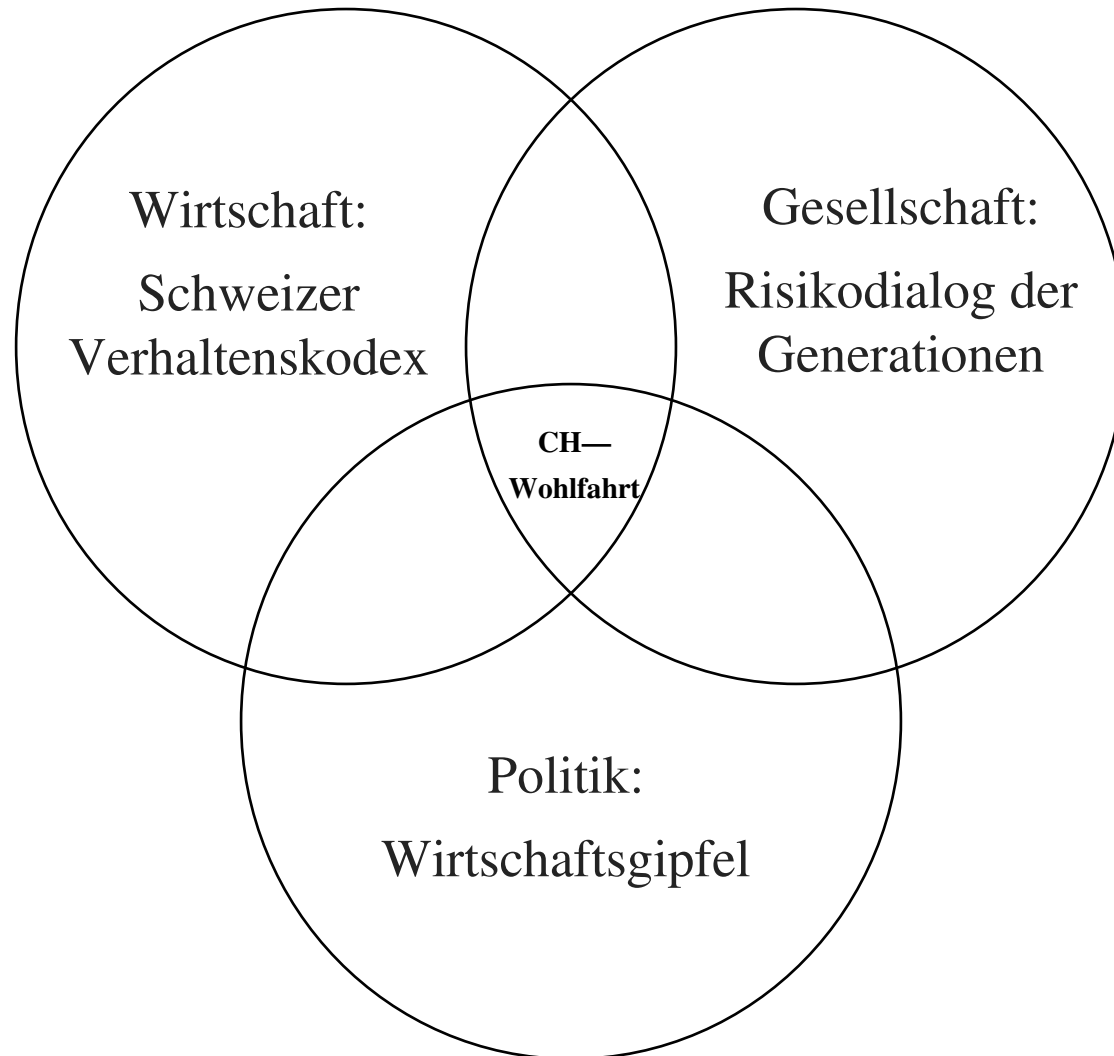 Wirtschaft:
Schweizer
Verhaltenskodex
Gesellschaft:
Risikodialog der
Generationen
CH—
Wohlfahrt
Politik:
Wirtschaftsgipfel